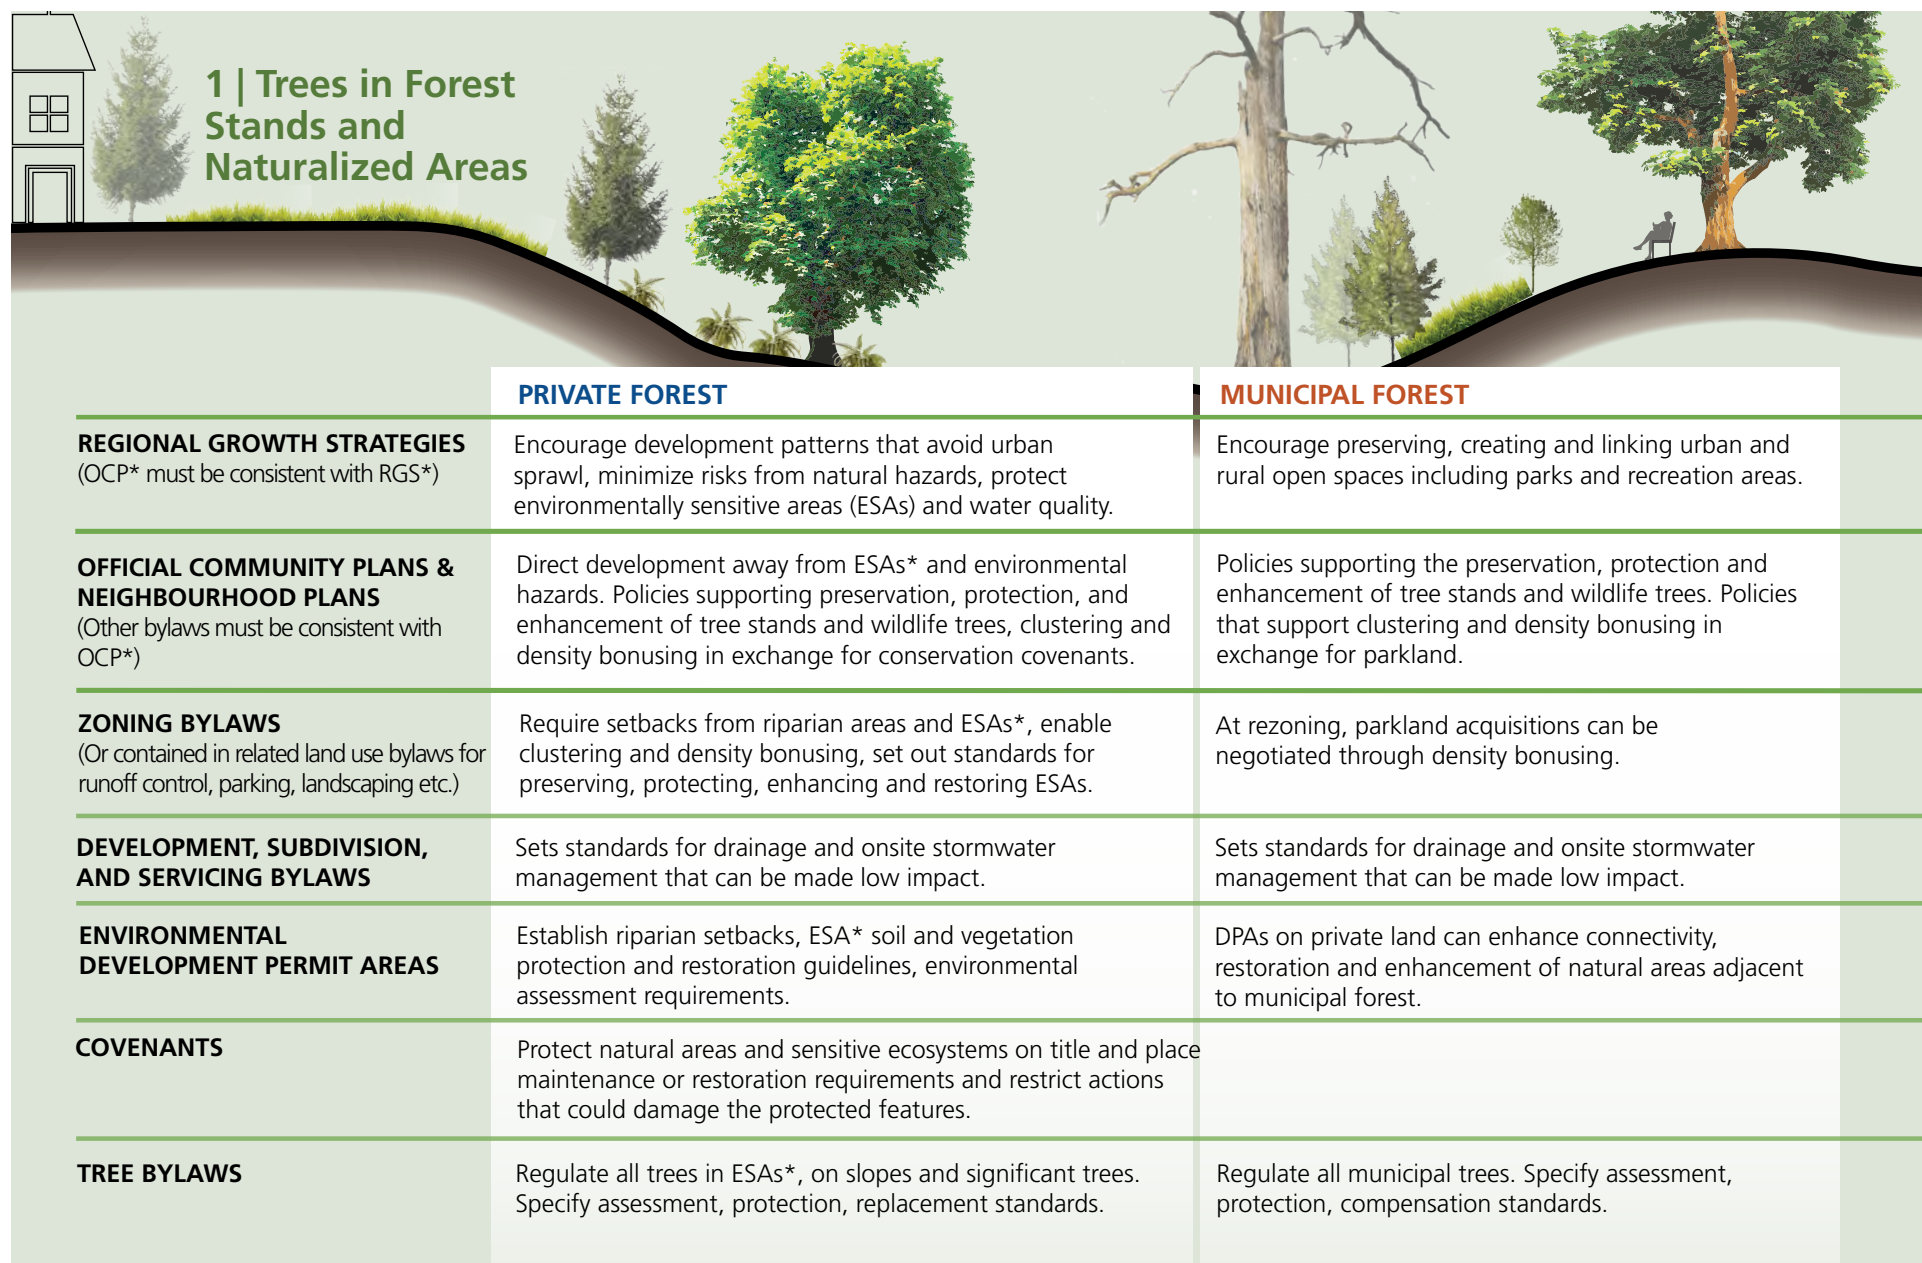 1 | Trees in Forest
Stands and
Naturalized Areas
PRIVATE FOREST
MUNICIPAL FOREST
REGIONAL GROWTH STRATEGIES
(OCP* must be consistent with RGS*)
Encourage development patterns that avoid urban
sprawl, minimize risks from natural hazards, protect
environmentally sensitive areas (ESAs) and water quality.
Encourage preserving, creating and linking urban and
rural open spaces including parks and recreation areas.
OFFICIAL COMMUNITY PLANS &
NEIGHBOURHOOD PLANS
(Other bylaws must be consistent with
OCP*)
Direct development away from ESAs* and environmental
hazards. Policies supporting preservation, protection, and
enhancement of tree stands and wildlife trees, clustering and
density bonusing in exchange for conservation covenants.
Policies supporting the preservation, protection and
enhancement of tree stands and wildlife trees. Policies
that support clustering and density bonusing in
exchange for parkland.
ZONING BYLAWS
(Or contained in related land use bylaws for
runoff control, parking, landscaping etc.)
Require setbacks from riparian areas and ESAs*, enable
clustering and density bonusing, set out standards for
preserving, protecting, enhancing and restoring ESAs.
At rezoning, parkland acquisitions can be
negotiated through density bonusing.
DEVELOPMENT, SUBDIVISION,
AND SERVICING BYLAWS
Sets standards for drainage and onsite stormwater
management that can be made low impact.
Sets standards for drainage and onsite stormwater
management that can be made low impact.
ENVIRONMENTAL
DEVELOPMENT PERMIT AREAS
Establish riparian setbacks, ESA* soil and vegetation
protection and restoration guidelines, environmental
assessment requirements.
DPAs on private land can enhance connectivity,
restoration and enhancement of natural areas adjacent
to municipal forest.
COVENANTS
Protect natural areas and sensitive ecosystems on title and place
maintenance or restoration requirements and restrict actions
that could damage the protected features.
TREE BYLAWS
Regulate all trees in ESAs*, on slopes and significant trees.
Specify assessment, protection, replacement standards.
Regulate all municipal trees. Specify assessment,
protection, compensation standards.